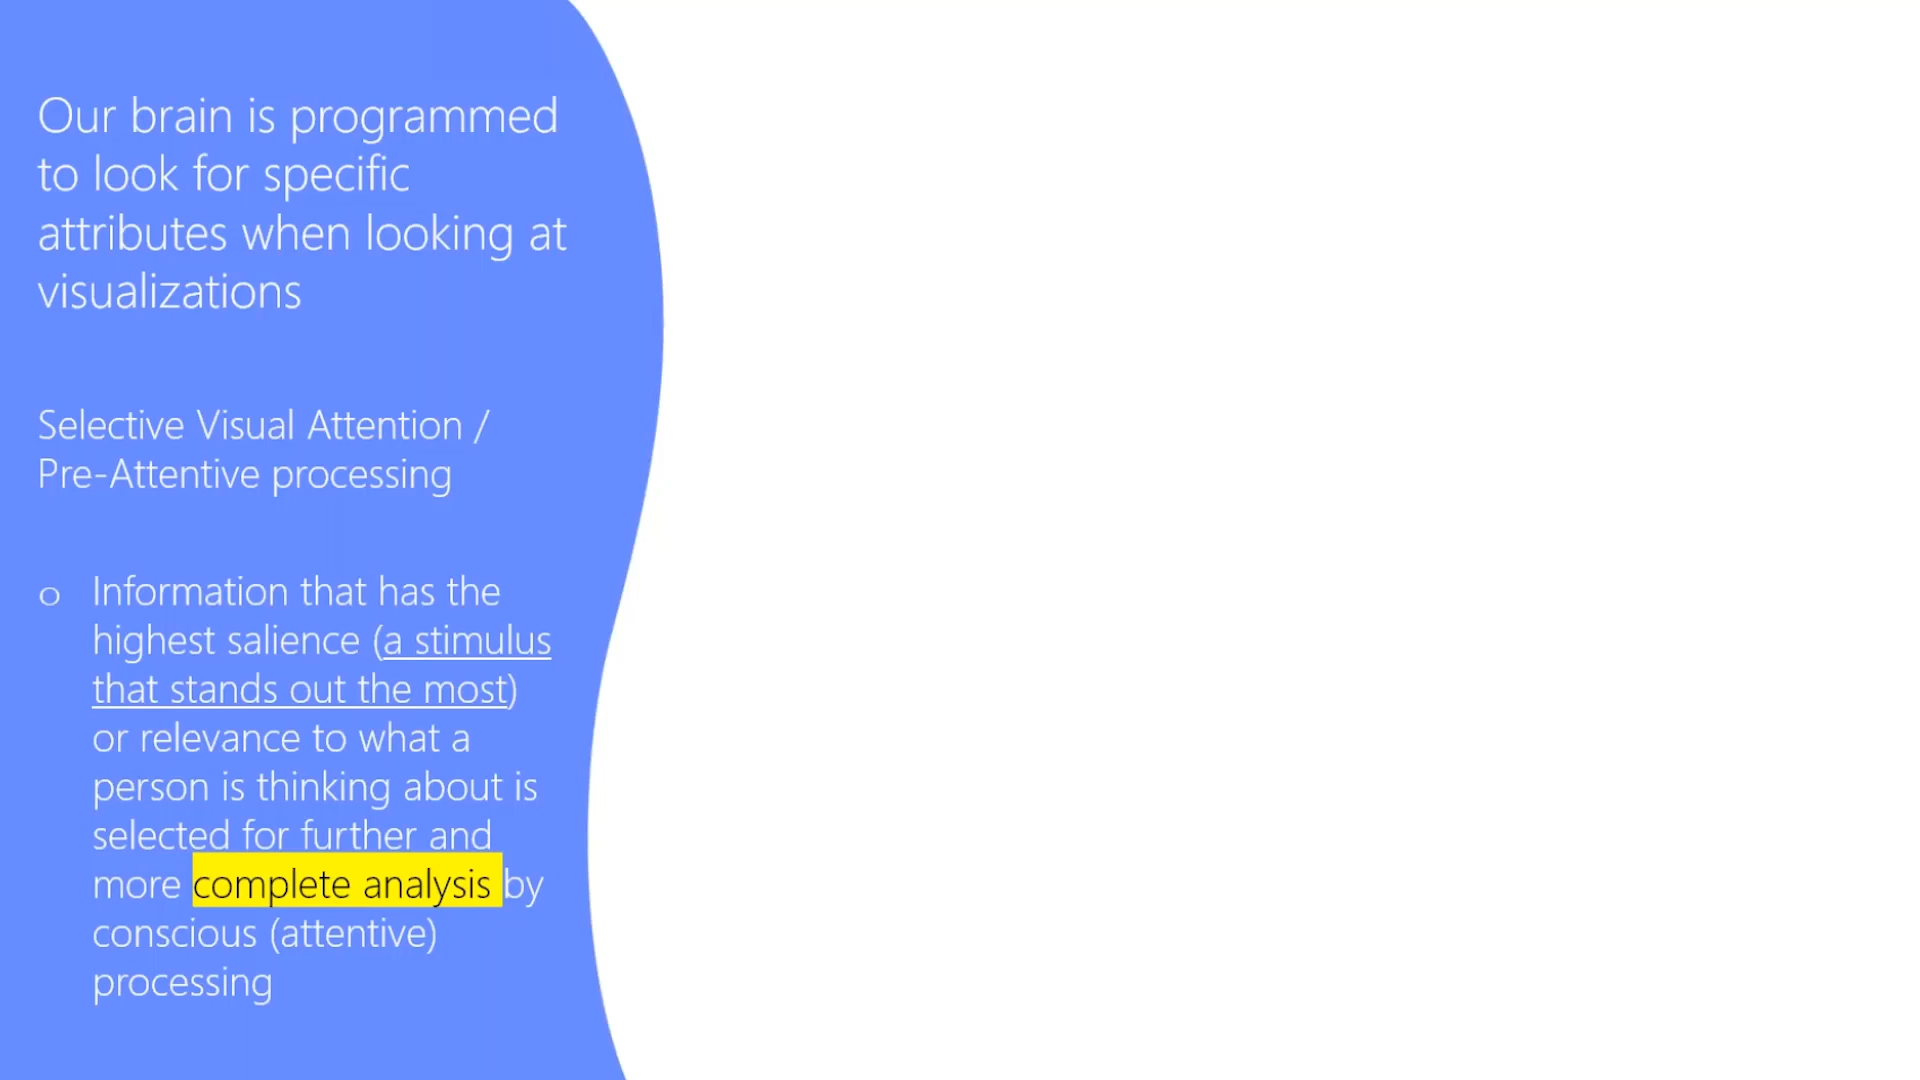 Our brain is programmed
to look for specific
attributes when looking at
visualizations
Selective Visual Attention /
Pre-Attentive processing
o Information that has the
highest salience (a stimulus
that stands out the most)
or relevance to what a
person is thinking about is
selected for further and
more complete analysis by
conscious (attentive)
processing